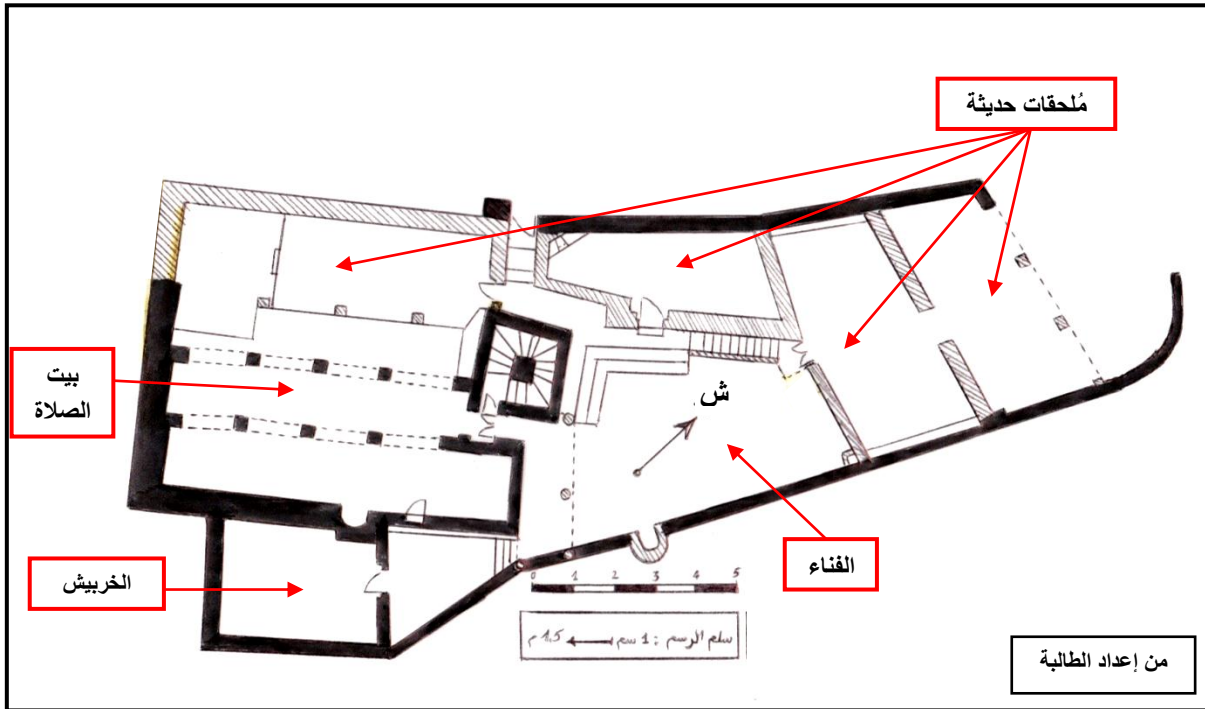 مُلحقات حديثة
بيت
الصلاة
ش
الخربيش
الفناء
0 1 2 3 4 5
سلم الرسم : 1 سم ← 1,5 م
من إعداد الطالبة